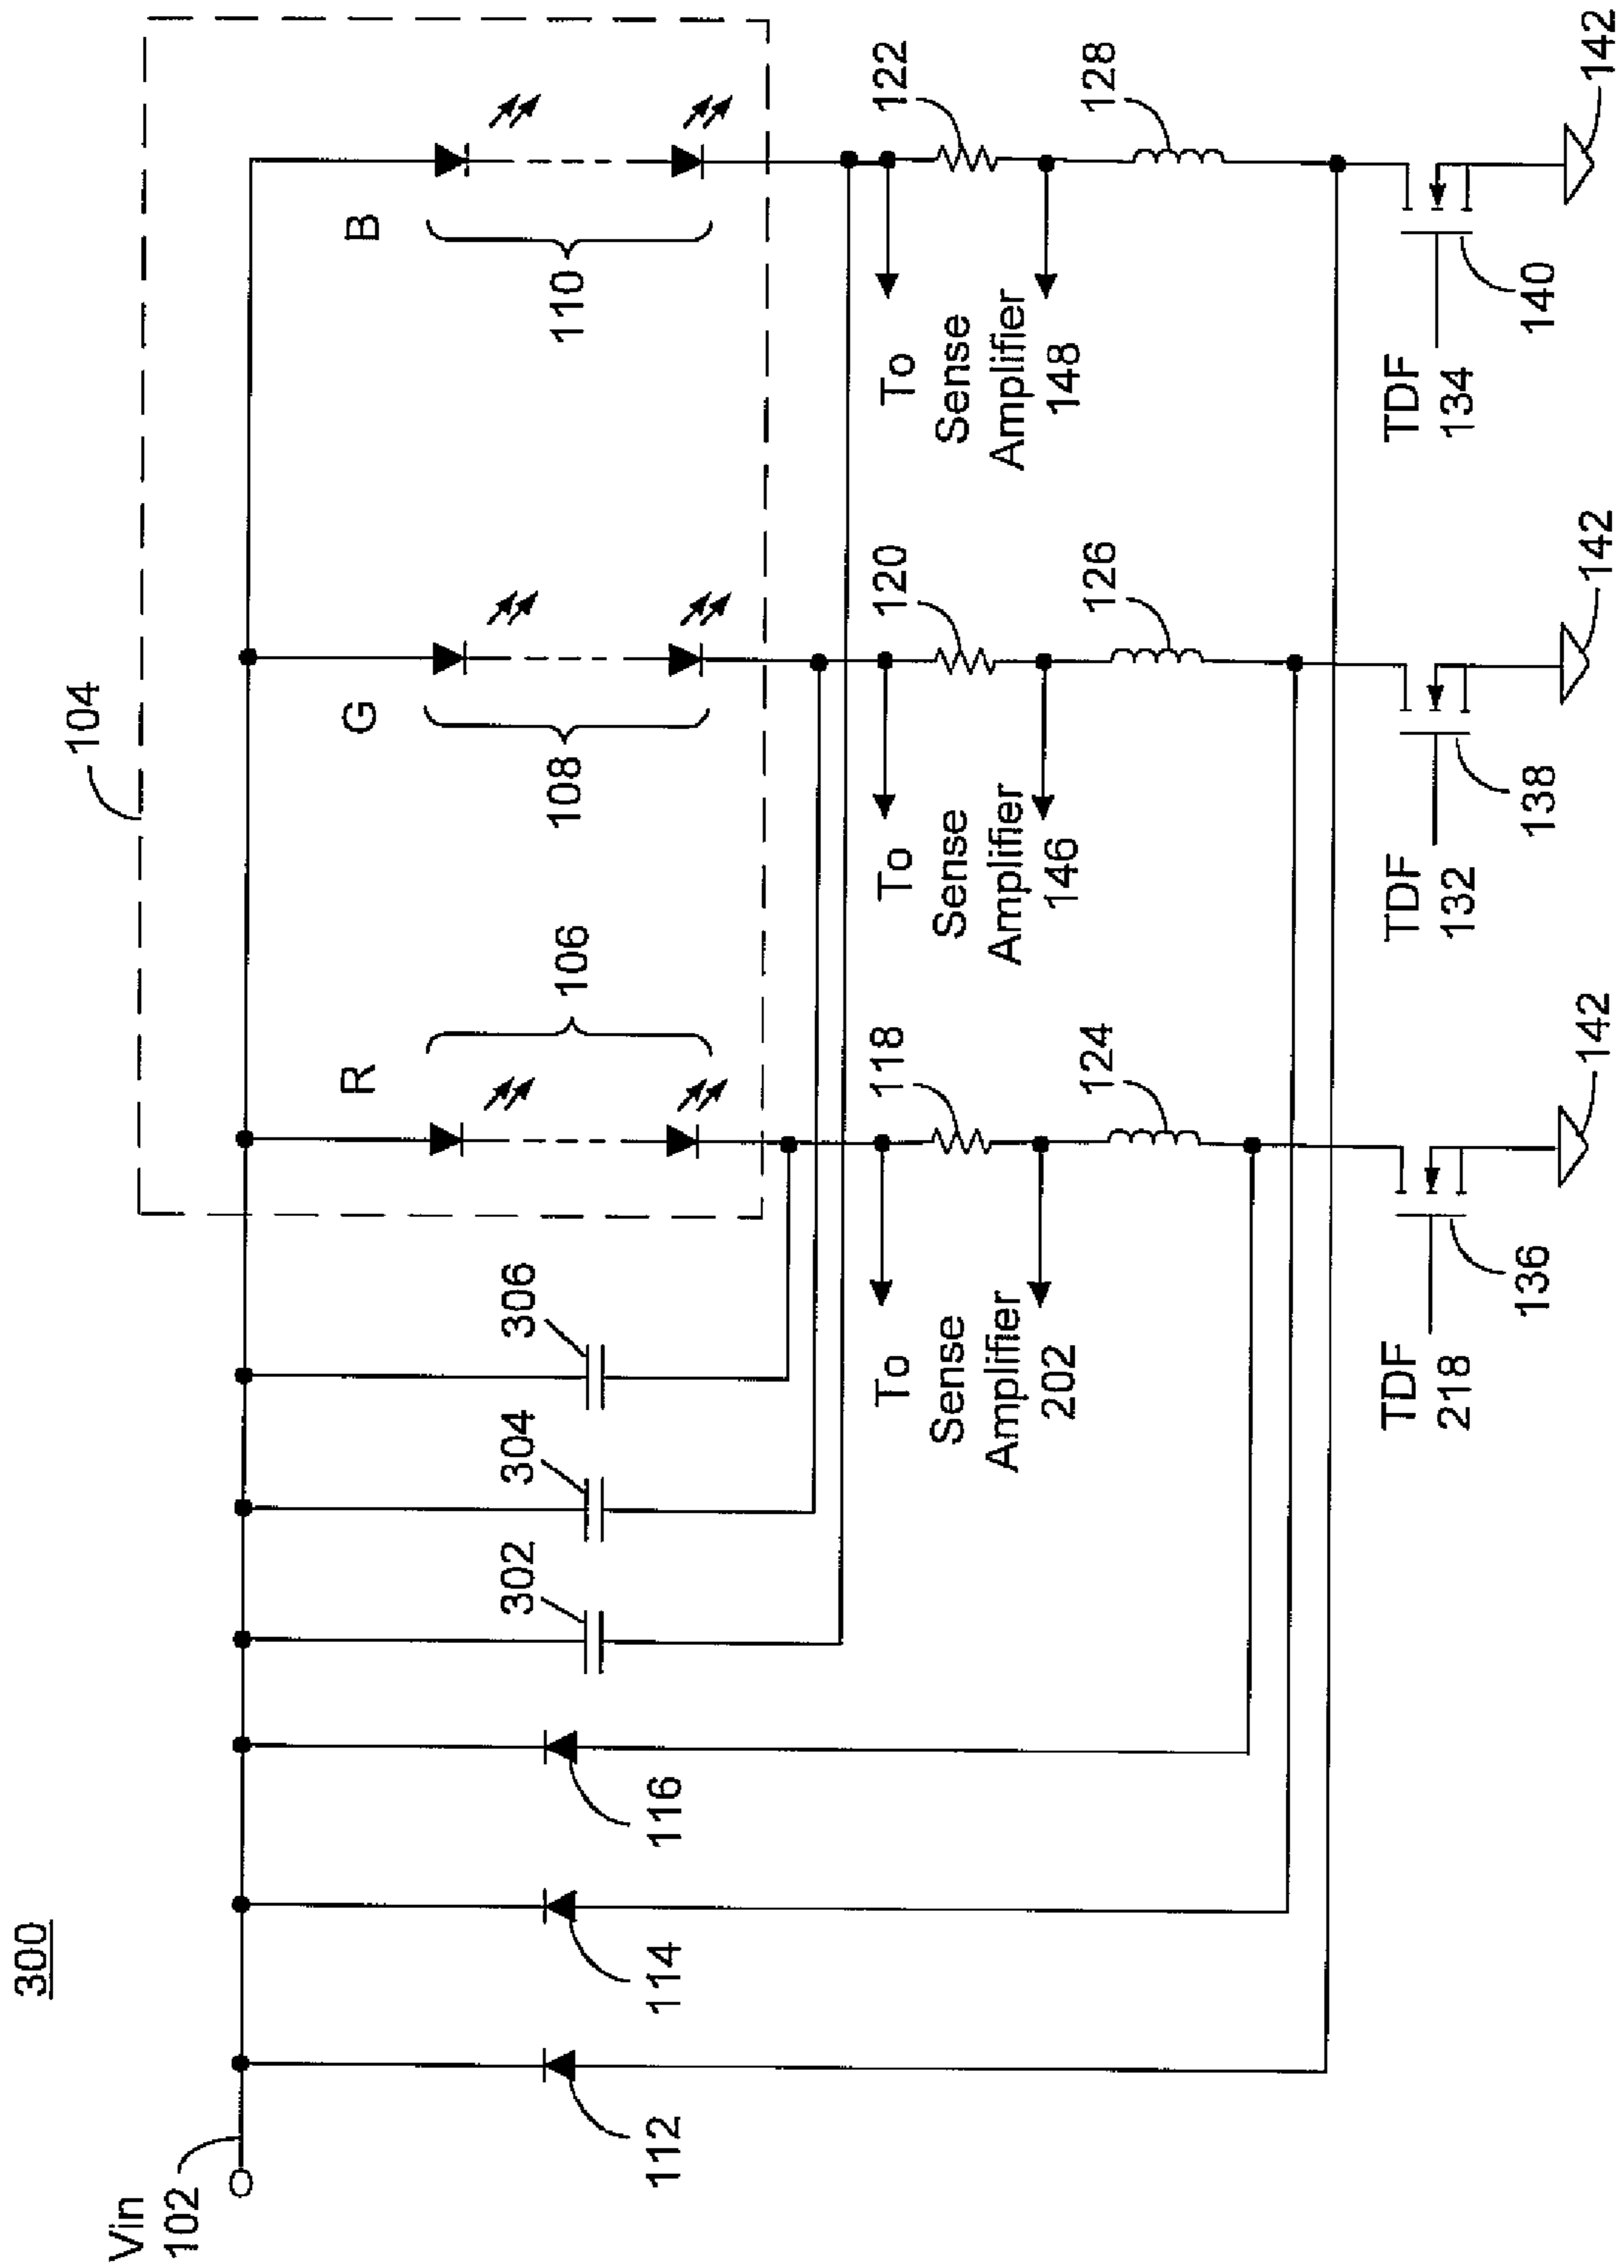 300
Vin
102
104
R
106
G
108
B
110
306
304
302
116
114
112
118
120
122
To
Sense
Amplifier
202
To
Sense
Amplifier
146
To
Sense
Amplifier
148
124
126
128
TDF
218
136
142
TDF
132
138
142
TDF
134
140
142